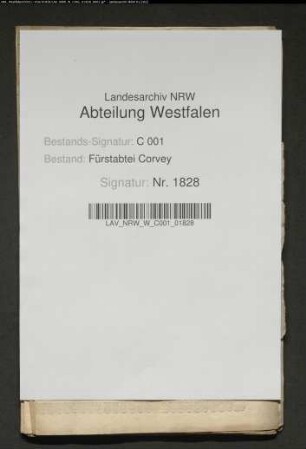 Landesarchiv NRW
Abteilung Westfalen
Bestands-Signatur: C 001
Bestand: Fürstabtei Corvey
Signatur: Nr. 1828
LAV_NRW_W_C001_01828